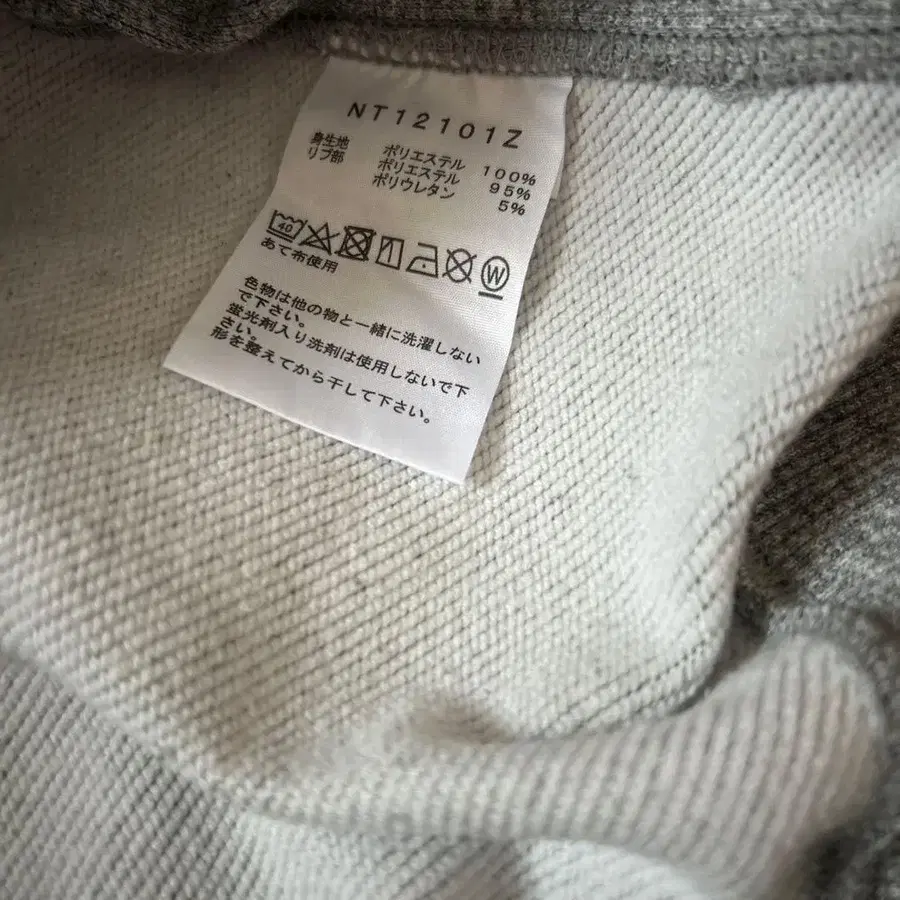 NT12101Z
身生地 ポリエステル 100%
リブ部 ポリエステル 95%
ポリウレタン 5%
40 W
あて布使用
色物は他の物と一緒に洗濯しない
で下さい。
蛍光剤入り洗剤は使用しないで下
さい。
形を整えてから干して下さい。